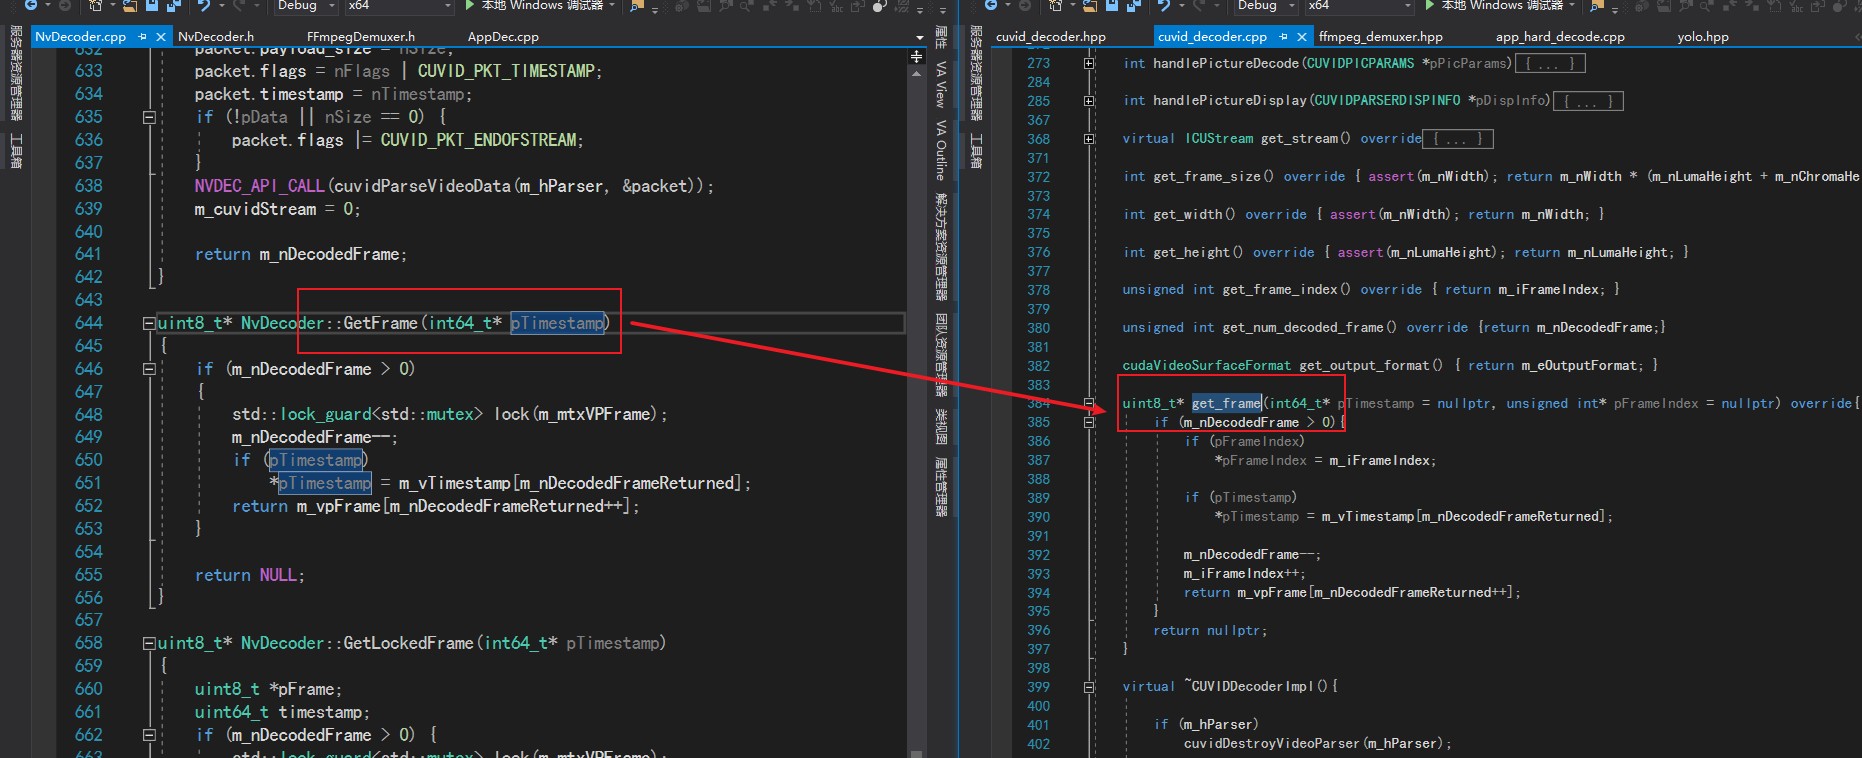 Debug x64 本地 Windows 调试器
NvDecoder.cpp NvDecoder.h FFmpegDemuxer.h AppDec.cpp
服务器资源管理器
工具箱
632 packet.payload_size = nSize;
633 packet.flags = nFlags | CUVID_PKT_TIMESTAMP;
634 packet.timestamp = nTimestamp;
635 if (!pData || nSize == 0) {
636 packet.flags |= CUVID_PKT_ENDOFSTREAM;
637 }
638 NVDEC_API_CALL(cuvidParseVideoData(m_hParser, &packet));
639 m_cuvidStream = 0;
640
641 return m_nDecodedFrame;
642 }
643
644 uint8_t* NvDecoder::GetFrame(int64_t* pTimestamp)
645 {
646 if (m_nDecodedFrame > 0)
647 {
648 std::lock_guard<std::mutex> lock(m_mtxVPFrame);
649 m_nDecodedFrame--;
650 if (pTimestamp)
651 *pTimestamp = m_vTimestamp[m_nDecodedFrameReturned];
652 return m_vpFrame[m_nDecodedFrameReturned++];
653 }
654
655 return NULL;
656 }
657
658 uint8_t* NvDecoder::GetLockedFrame(int64_t* pTimestamp)
659 {
660 uint8_t *pFrame;
661 uint64_t timestamp;
662 if (m_nDecodedFrame > 0) {
663 std::lock_guard<std::mutex> lock(m_mtxVPFrame);
属性
VA View
VA Outline
解决方案资源管理器
团队资源管理器
类视图
属性管理器
Debug x64 本地 Windows 调试器
cuvid_decoder.hpp cuvid_decoder.cpp ffmpeg_demuxer.hpp app_hard_decode.cpp yolo.hpp
服务器资源管理器
工具箱
273 int handlePictureDecode(CUVIDPICPARAMS *pPicParams){ ... }
284
285 int handlePictureDisplay(CUVIDPARSERDISPINFO *pDispInfo){ ... }
367
368 virtual ICUStream get_stream() override{ ... }
371
372 int get_frame_size() override { assert(m_nWidth); return m_nWidth * (m_nLumaHeight + m_nChromaHe
373
374 int get_width() override { assert(m_nWidth); return m_nWidth; }
375
376 int get_height() override { assert(m_nLumaHeight); return m_nLumaHeight; }
377
378 unsigned int get_frame_index() override { return m_iFrameIndex; }
379
380 unsigned int get_num_decoded_frame() override {return m_nDecodedFrame;}
381
382 cudaVideoSurfaceFormat get_output_format() { return m_eOutputFormat; }
383
384 uint8_t* get_frame(int64_t* pTimestamp = nullptr, unsigned int* pFrameIndex = nullptr) override{
385 if (m_nDecodedFrame > 0){
386 if (pFrameIndex)
387 *pFrameIndex = m_iFrameIndex;
388
389 if (pTimestamp)
390 *pTimestamp = m_vTimestamp[m_nDecodedFrameReturned];
391
392 m_nDecodedFrame--;
393 m_iFrameIndex++;
394 return m_vpFrame[m_nDecodedFrameReturned++];
395 }
396 return nullptr;
397 }
398
399 virtual ~CUVIDDecoderImpl(){
400
401 if (m_hParser)
402 cuvidDestroyVideoParser(m_hParser);